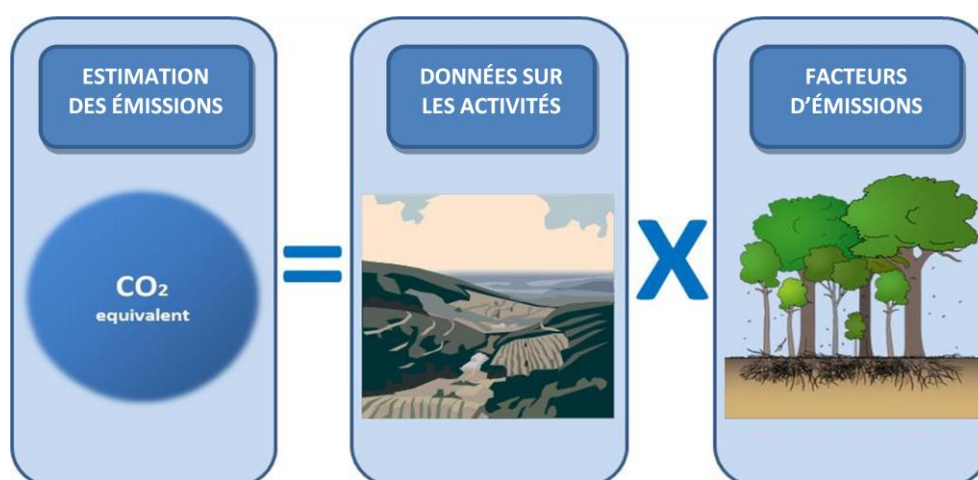 ESTIMATION
DES ÉMISSIONS
CO₂
equivalent
=
DONNÉES SUR
LES ACTIVITÉS
X
FACTEURS
D’ÉMISSIONS